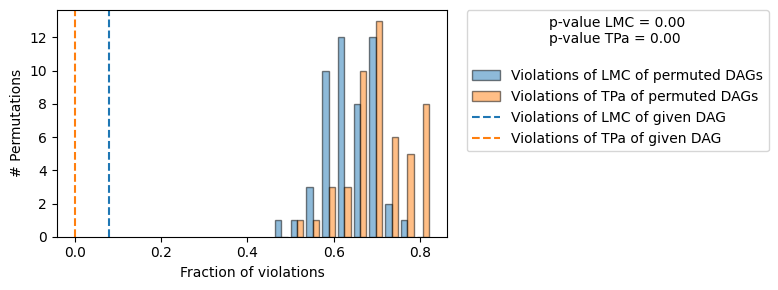 12
10
8
6
4
2
0
# Permutations
0.0 0.2 0.4 0.6 0.8
Fraction of violations
p-value LMC = 0.00
p-value TPa = 0.00
Violations of LMC of permuted DAGs
Violations of TPa of permuted DAGs
Violations of LMC of given DAG
Violations of TPa of given DAG